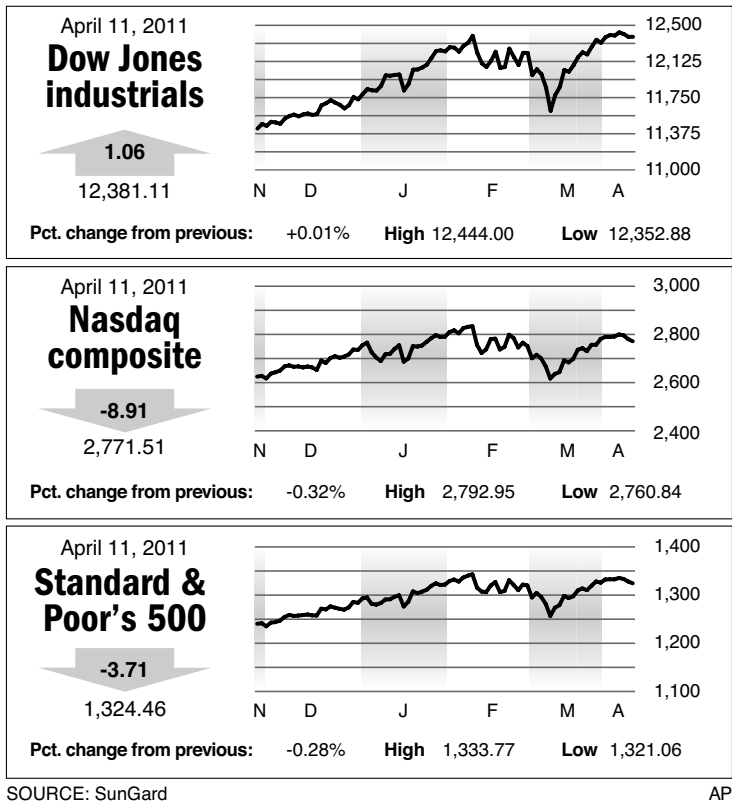 April 11, 2011
Dow Jones
industrials
1.06
12,381.11
12,500
12,125
11,750
11,375
11,000
N D J F M A
Pct. change from previous: +0.01% High 12,444.00 Low 12,352.88
April 11, 2011
Nasdaq
composite
-8.91
2,771.51
3,000
2,800
2,600
2,400
N D J F M A
Pct. change from previous: -0.32% High 2,792.95 Low 2,760.84
April 11, 2011
Standard &
Poor's 500
-3.71
1,324.46
1,400
1,300
1,200
1,100
N D J F M A
Pct. change from previous: -0.28% High 1,333.77 Low 1,321.06
SOURCE: SunGard AP